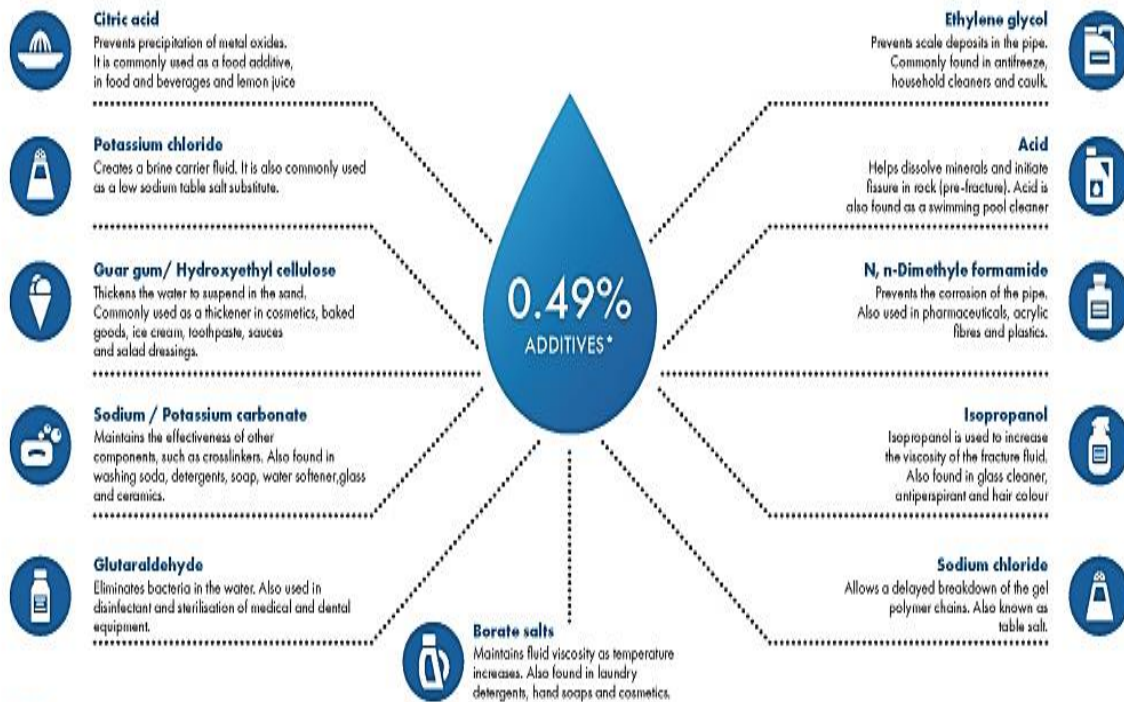 Citric acid
Prevents precipitation of metal oxides.
It is commonly used as a food additive,
in food and beverages and lemon juice
Potassium chloride
Creates a brine carrier fluid. It is also commonly used
as a low sodium table salt substitute.
Guar gum/ Hydroxyethyl cellulose
Thickens the water to suspend in the sand.
Commonly used as a thickener in cosmetics, baked
goods, ice cream, toothpaste, sauces
and salad dressings.
Sodium / Potassium carbonate
Maintains the effectiveness of other
components, such as crosslinkers. Also found in
washing soda, detergents, soap, water softener,glass
and ceramics.
Glutaraldehyde
Eliminates bacteria in the water. Also used in
disinfectant and sterilisation of medical and dental
equipment.
0.49%
ADDITIVES*
Borate salts
Maintains fluid viscosity as temperature
increases. Also found in laundry
detergents, hand soaps and cosmetics.
Ethylene glycol
Prevents scale deposits in the pipe.
Commonly found in antifreeze,
household cleaners and caulk.
Acid
Helps dissolve minerals and initiate
fissure in rock (pre-fracture). Acid is
also found as a swimming pool cleaner
N, n-Dimethyle formamide
Prevents the corrosion of the pipe.
Also used in pharmaceuticals, acrylic
fibres and plastics.
Isopropanol
Isopropanol is used to increase
the viscosity of the fracture fluid.
Also found in glass cleaner,
antiperspirant and hair colour
Sodium chloride
Allows a delayed breakdown of the gel
polymer chains. Also known as
table salt.